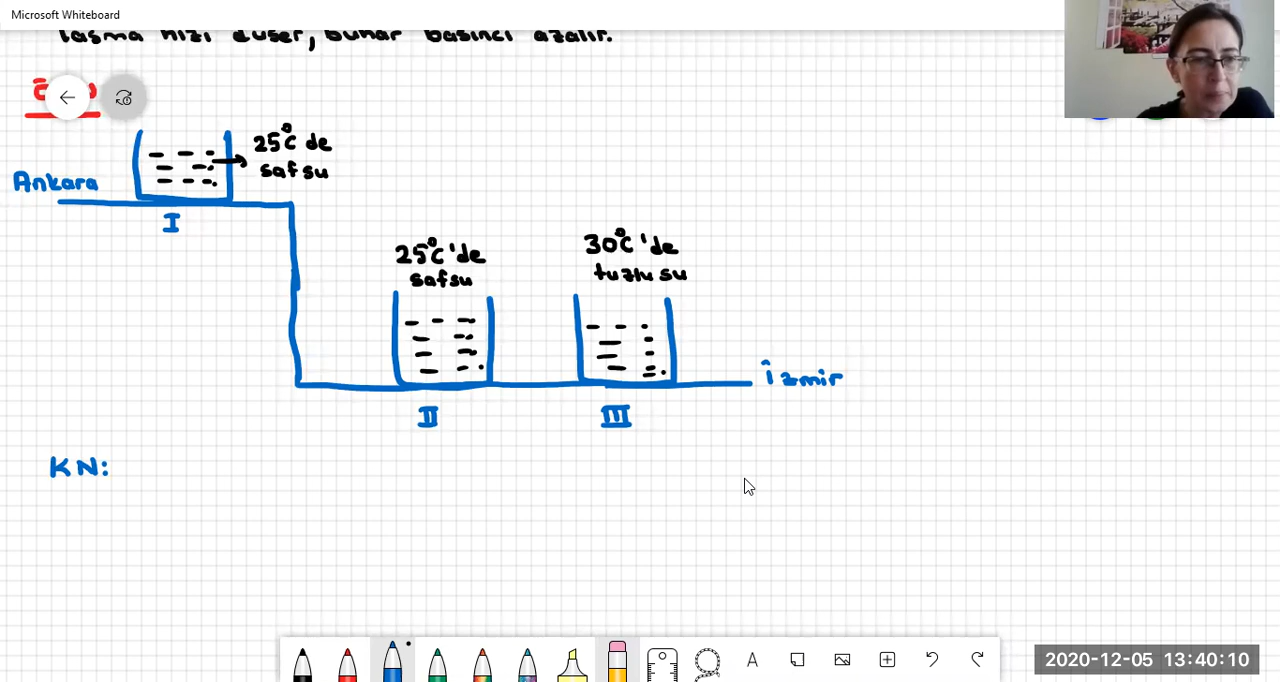 Microsoft Whiteboard
laşma hızı düşer, buhar basıncı azalır.
25°C de
saf su
Ankara
I
25°C'de
saf su
30°C'de
tuzlu su
İzmir
II
III
KN:
A
2020-12-05 13:40:10